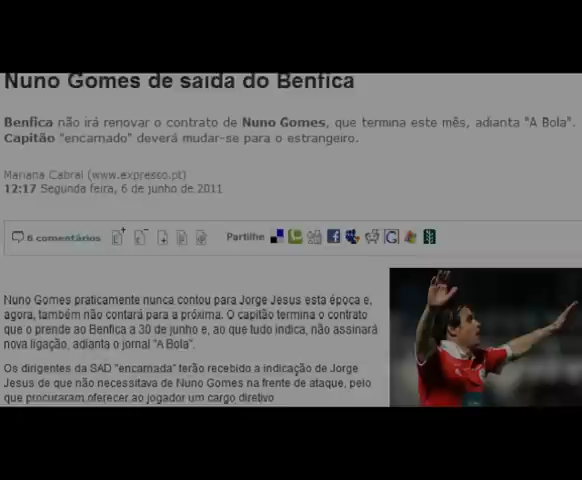 Nuno Gomes de saída do Benfica
Benfica não irá renovar o contrato de Nuno Gomes, que termina este mês, adianta "A Bola".
Capitão "encarnado" deverá mudar-se para o estrangeiro.
Mariana Cabral (www.expresso.pt)
12:17 Segunda feira, 6 de junho de 2011
6 comentários
Partilhe
Nuno Gomes praticamente nunca contou para Jorge Jesus esta época e,
agora, também não contará para a próxima. O capitão termina o contrato
que o prende ao Benfica a 30 de junho e, ao que tudo indica, não assinará
nova ligação, adianta o jornal "A Bola".
Os dirigentes da SAD "encarnada" terão recebido a indicação de Jorge
Jesus de que não necessitava de Nuno Gomes na frente de ataque, pelo
que procuraram oferecer ao jogador um cargo diretivo